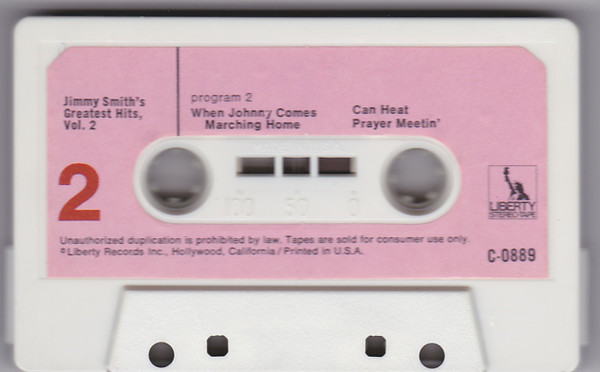 Jimmy Smith's
Greatest Hits,
Vol. 2
program 2
When Johnny Comes
Marching Home
Can Heat
Prayer Meetin'
2
100 50 0
LIBERTY
STEREO-TAPE
Unauthorized duplication is prohibited by law. Tapes are sold for consumer use only.
© Liberty Records Inc., Hollywood, California / Printed in U.S.A.
C-0889